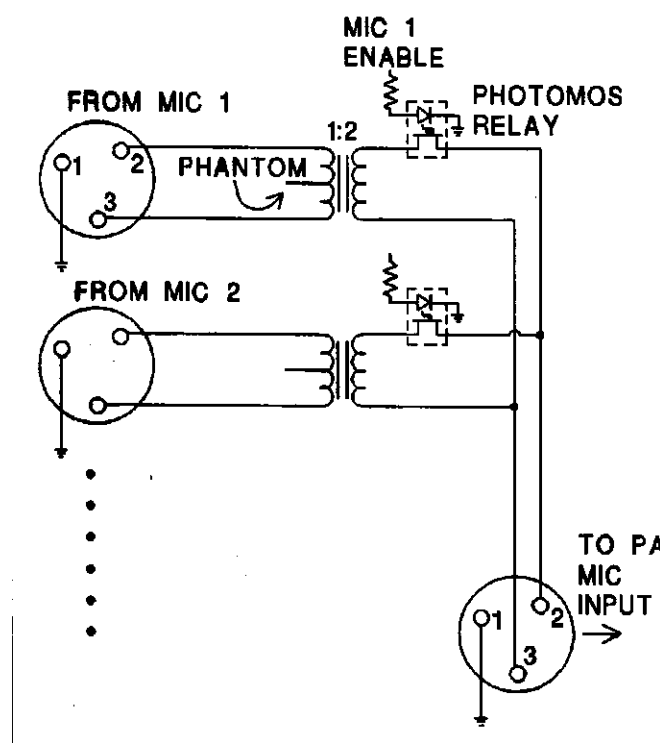 MIC 1
ENABLE
FROM MIC 1
PHOTOMOS
RELAY
1:2
1
2
3
PHANTOM
FROM MIC 2
TO PA
MIC
INPUT
1
2
3